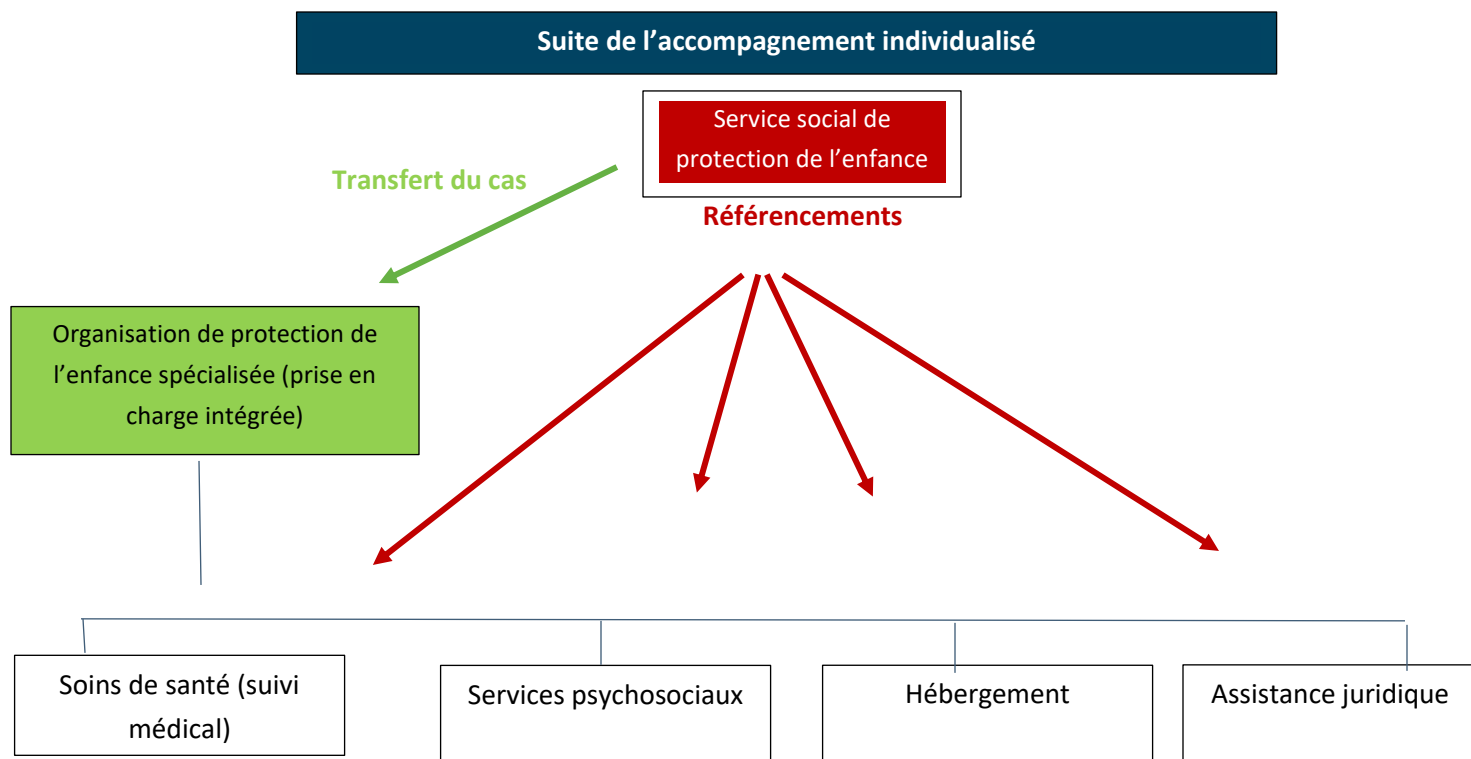 Suite de l’accompagnement individualisé
Service social de
protection de l’enfance
Transfert du cas
Référencements
Organisation de protection de
l’enfance spécialisée (prise en
charge intégrée)
Soins de santé (suivi
médical)
Services psychosociaux
Hébergement
Assistance juridique